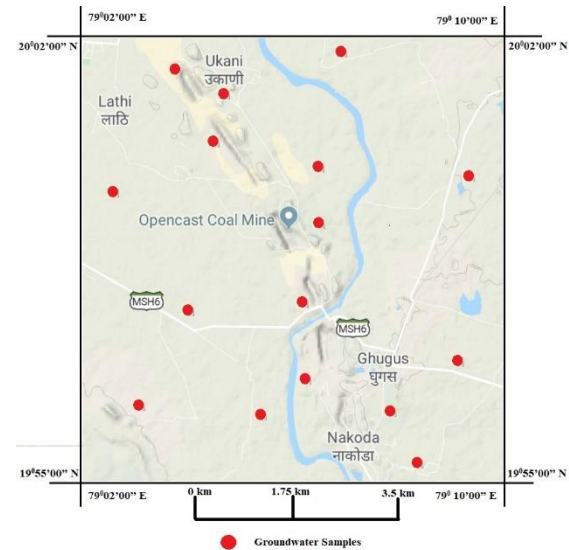 79⁰02'00'' E
79⁰ 10'00'' E
20⁰02'00'' N
20⁰02'00'' N
Ukani
उकाणी
Lathi
लाठि
Opencast Coal Mine
MSH6
MSH6
Ghugus
घुगस
Nakoda
नाकोडा
19⁰55'00'' N
19⁰55'00'' N
79⁰02'00'' E
79⁰ 10'00'' E
0 km
1.75 km
3.5 km
Groundwater Samples